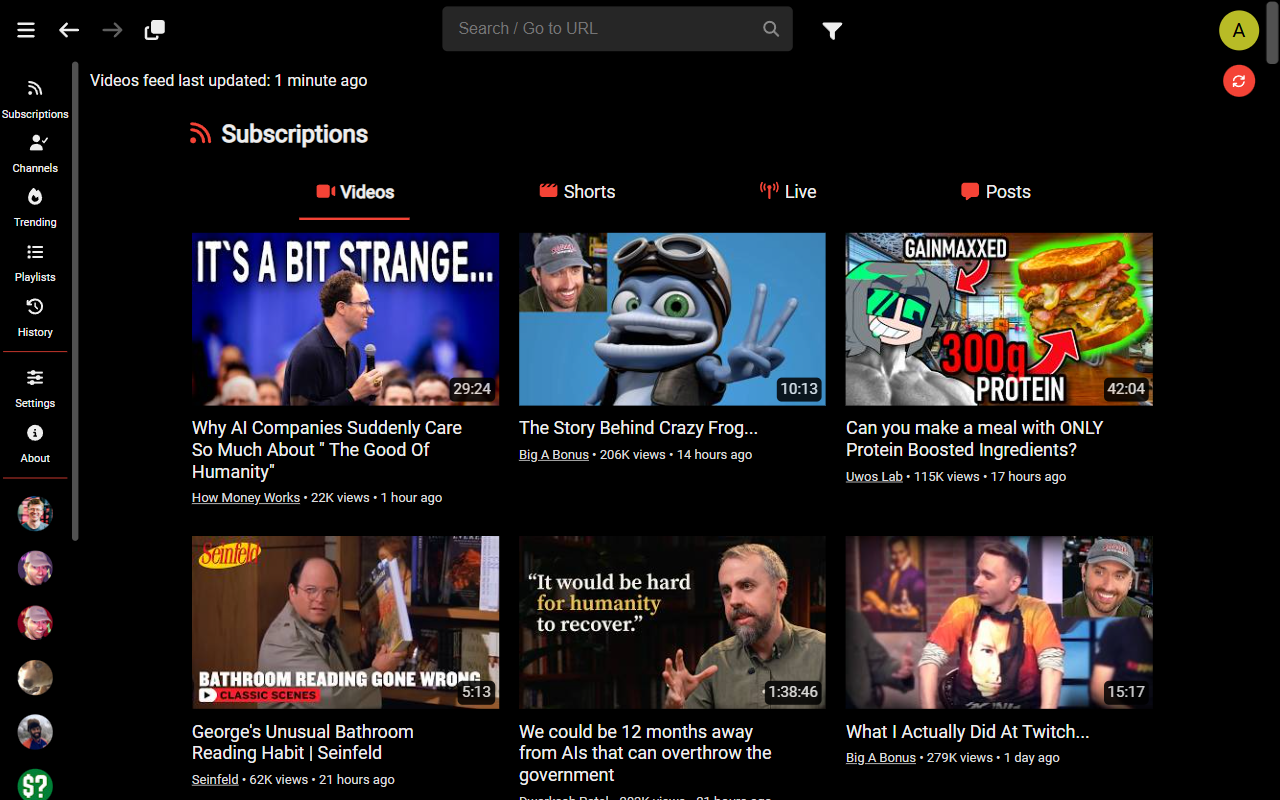 Search / Go to URL
A
Videos feed last updated: 1 minute ago
Subscriptions
Channels
Trending
Playlists
History
Settings
About
$?
Subscriptions
Videos
Shorts
Live
Posts
IT`S A BIT STRANGE...
29:24
Why AI Companies Suddenly Care
So Much About " The Good Of
Humanity"
How Money Works • 22K views • 1 hour ago
10:13
The Story Behind Crazy Frog...
Big A Bonus • 206K views • 14 hours ago
GAINMAXXED
300g
PROTEIN
42:04
Can you make a meal with ONLY
Protein Boosted Ingredients?
Uwos Lab • 115K views • 17 hours ago
Seinfeld
BATHROOM READING GONE WRONG
CLASSIC SCENES
5:13
George's Unusual Bathroom
Reading Habit | Seinfeld
Seinfeld • 62K views • 21 hours ago
“It would be hard
for humanity
to recover.”
1:38:46
We could be 12 months away
from AIs that can overthrow the
government
15:17
What I Actually Did At Twitch...
Big A Bonus • 279K views • 1 day ago